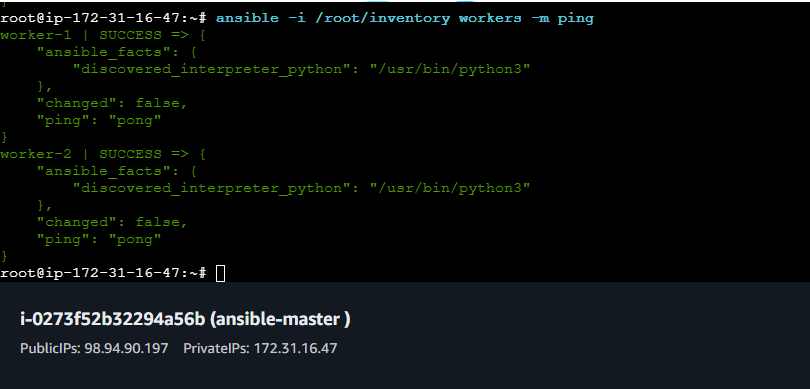 root@ip-172-31-16-47:~# ansible -i /root/inventory workers -m ping
worker-1 | SUCCESS => {
    "ansible_facts": {
        "discovered_interpreter_python": "/usr/bin/python3"
    },
    "changed": false,
    "ping": "pong"
}
worker-2 | SUCCESS => {
    "ansible_facts": {
        "discovered_interpreter_python": "/usr/bin/python3"
    },
    "changed": false,
    "ping": "pong"
}
root@ip-172-31-16-47:~#
i-0273f52b32294a56b (ansible-master )
PublicIPs: 98.94.90.197 PrivateIPs: 172.31.16.47